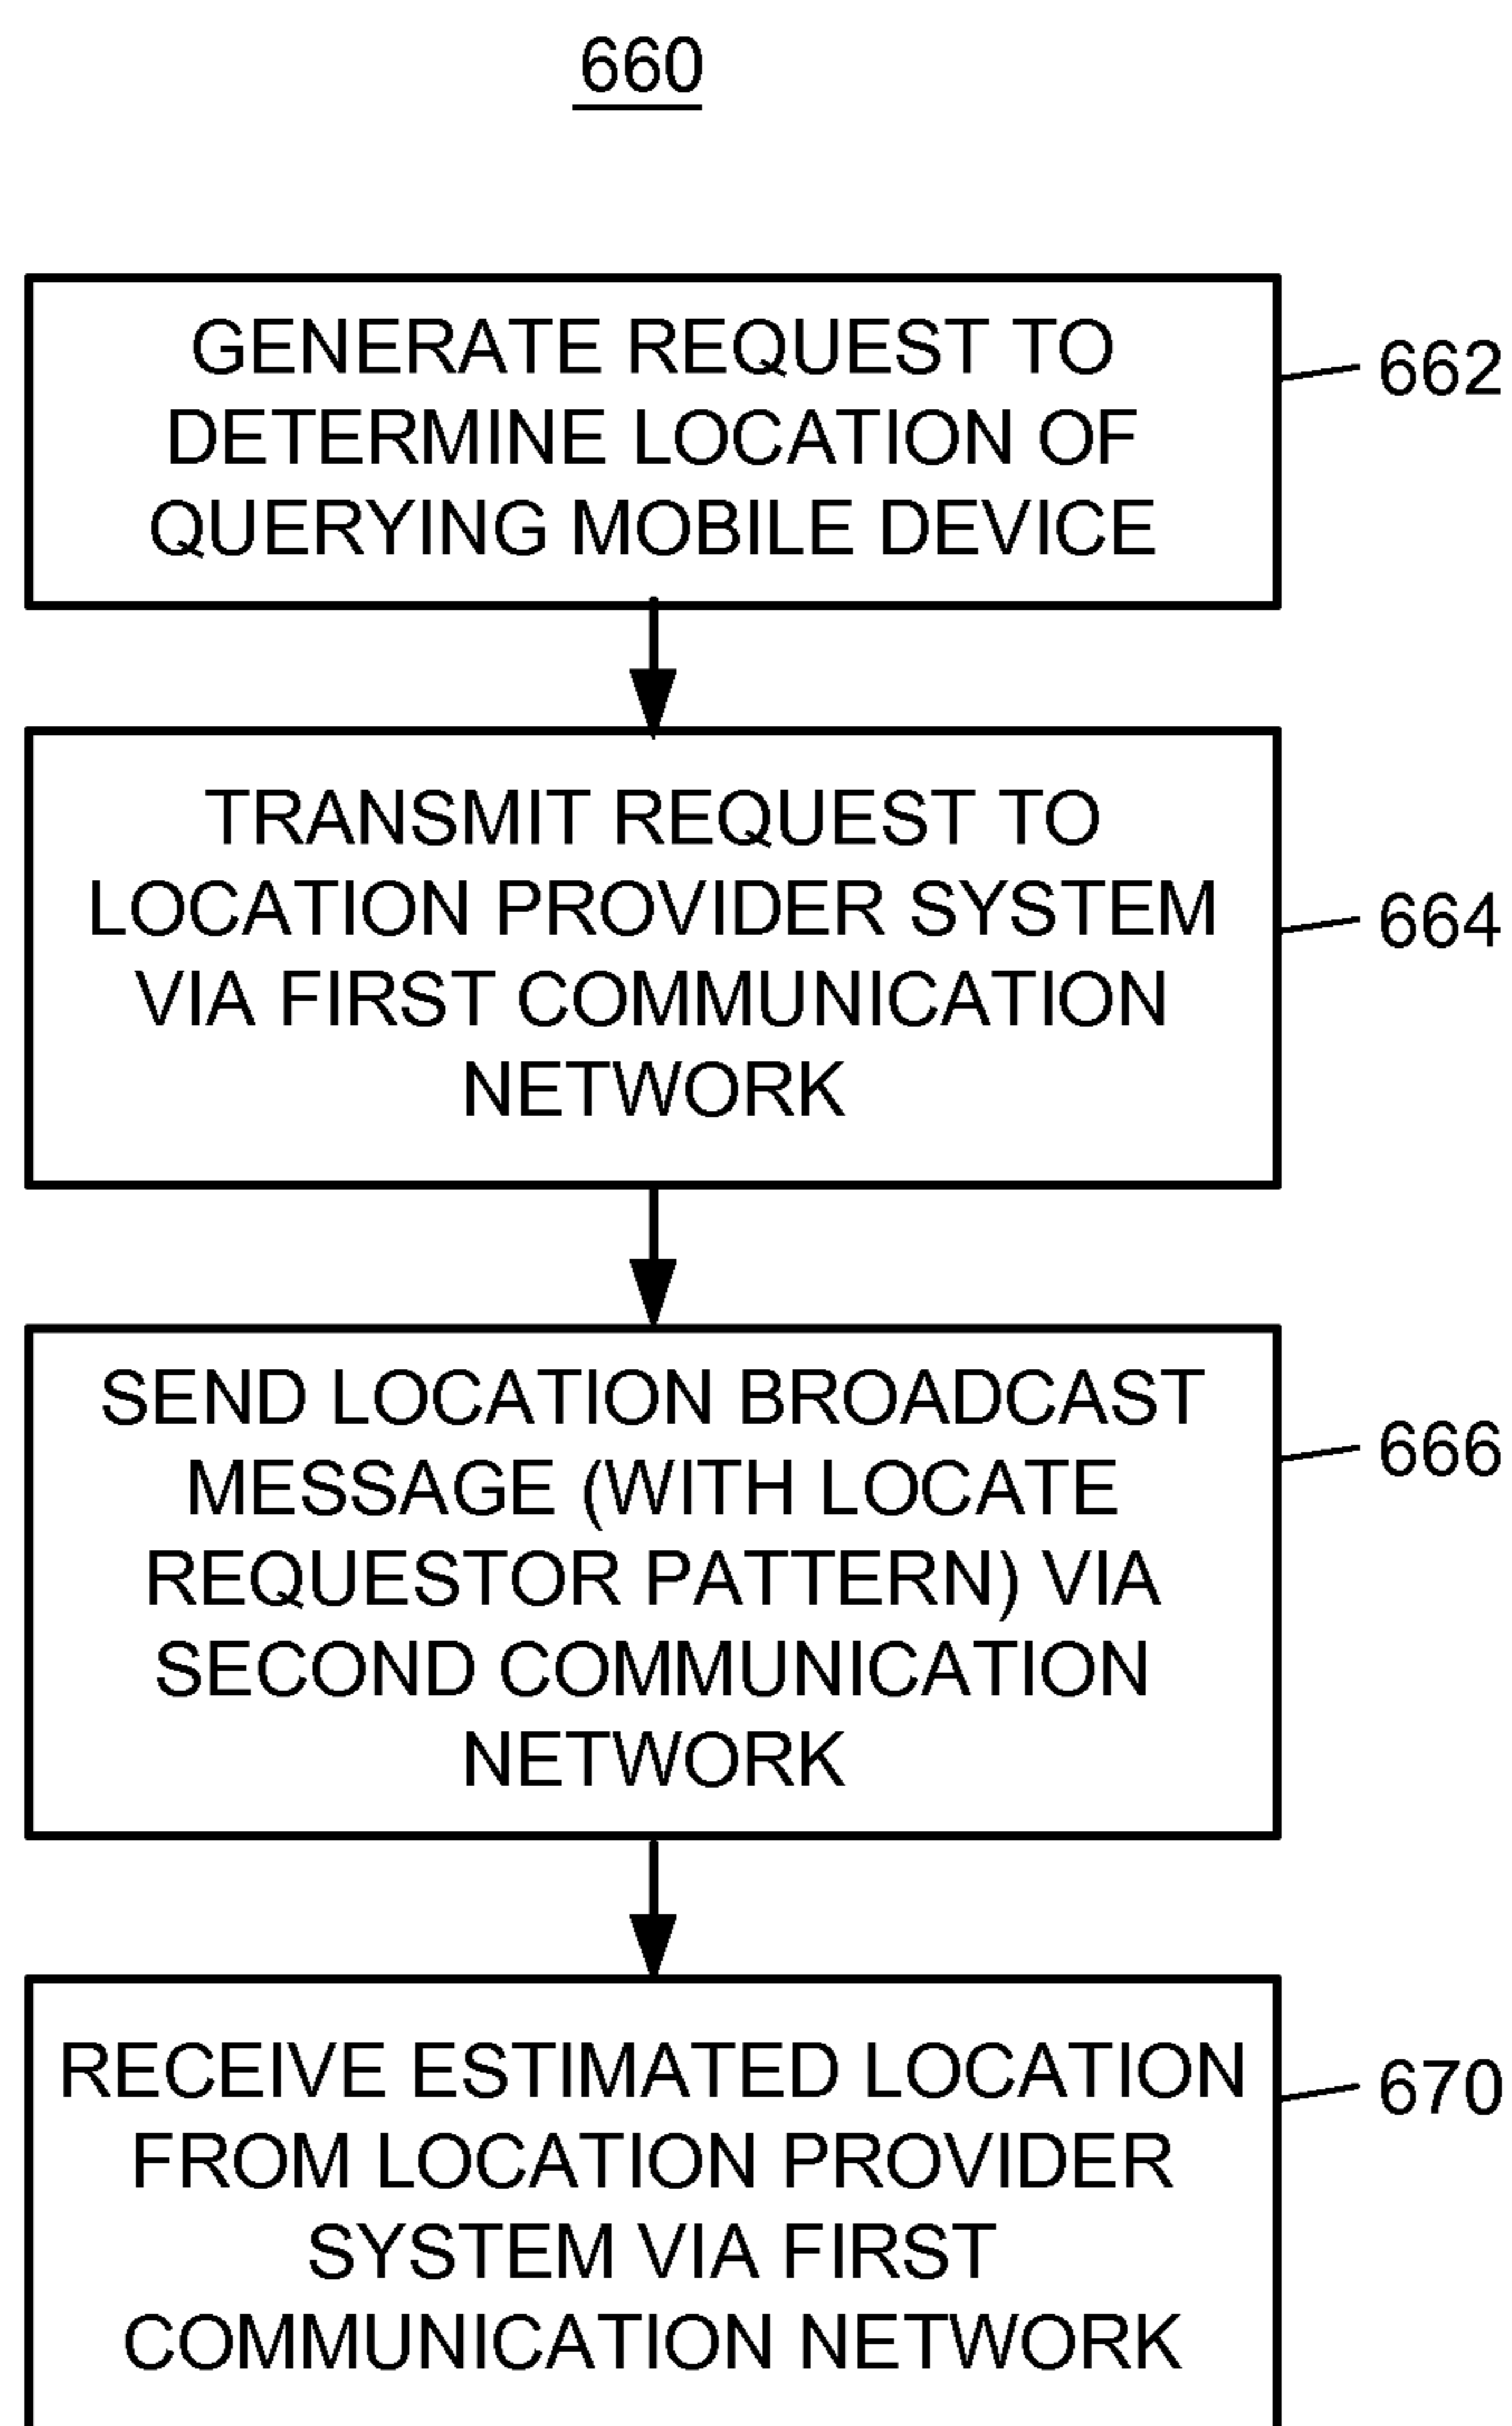 660
GENERATE REQUEST TO
DETERMINE LOCATION OF
QUERYING MOBILE DEVICE
662
TRANSMIT REQUEST TO
LOCATION PROVIDER SYSTEM
VIA FIRST COMMUNICATION
NETWORK
664
SEND LOCATION BROADCAST
MESSAGE (WITH LOCATE
REQUESTOR PATTERN) VIA
SECOND COMMUNICATION
NETWORK
666
RECEIVE ESTIMATED LOCATION
FROM LOCATION PROVIDER
SYSTEM VIA FIRST
COMMUNICATION NETWORK
670